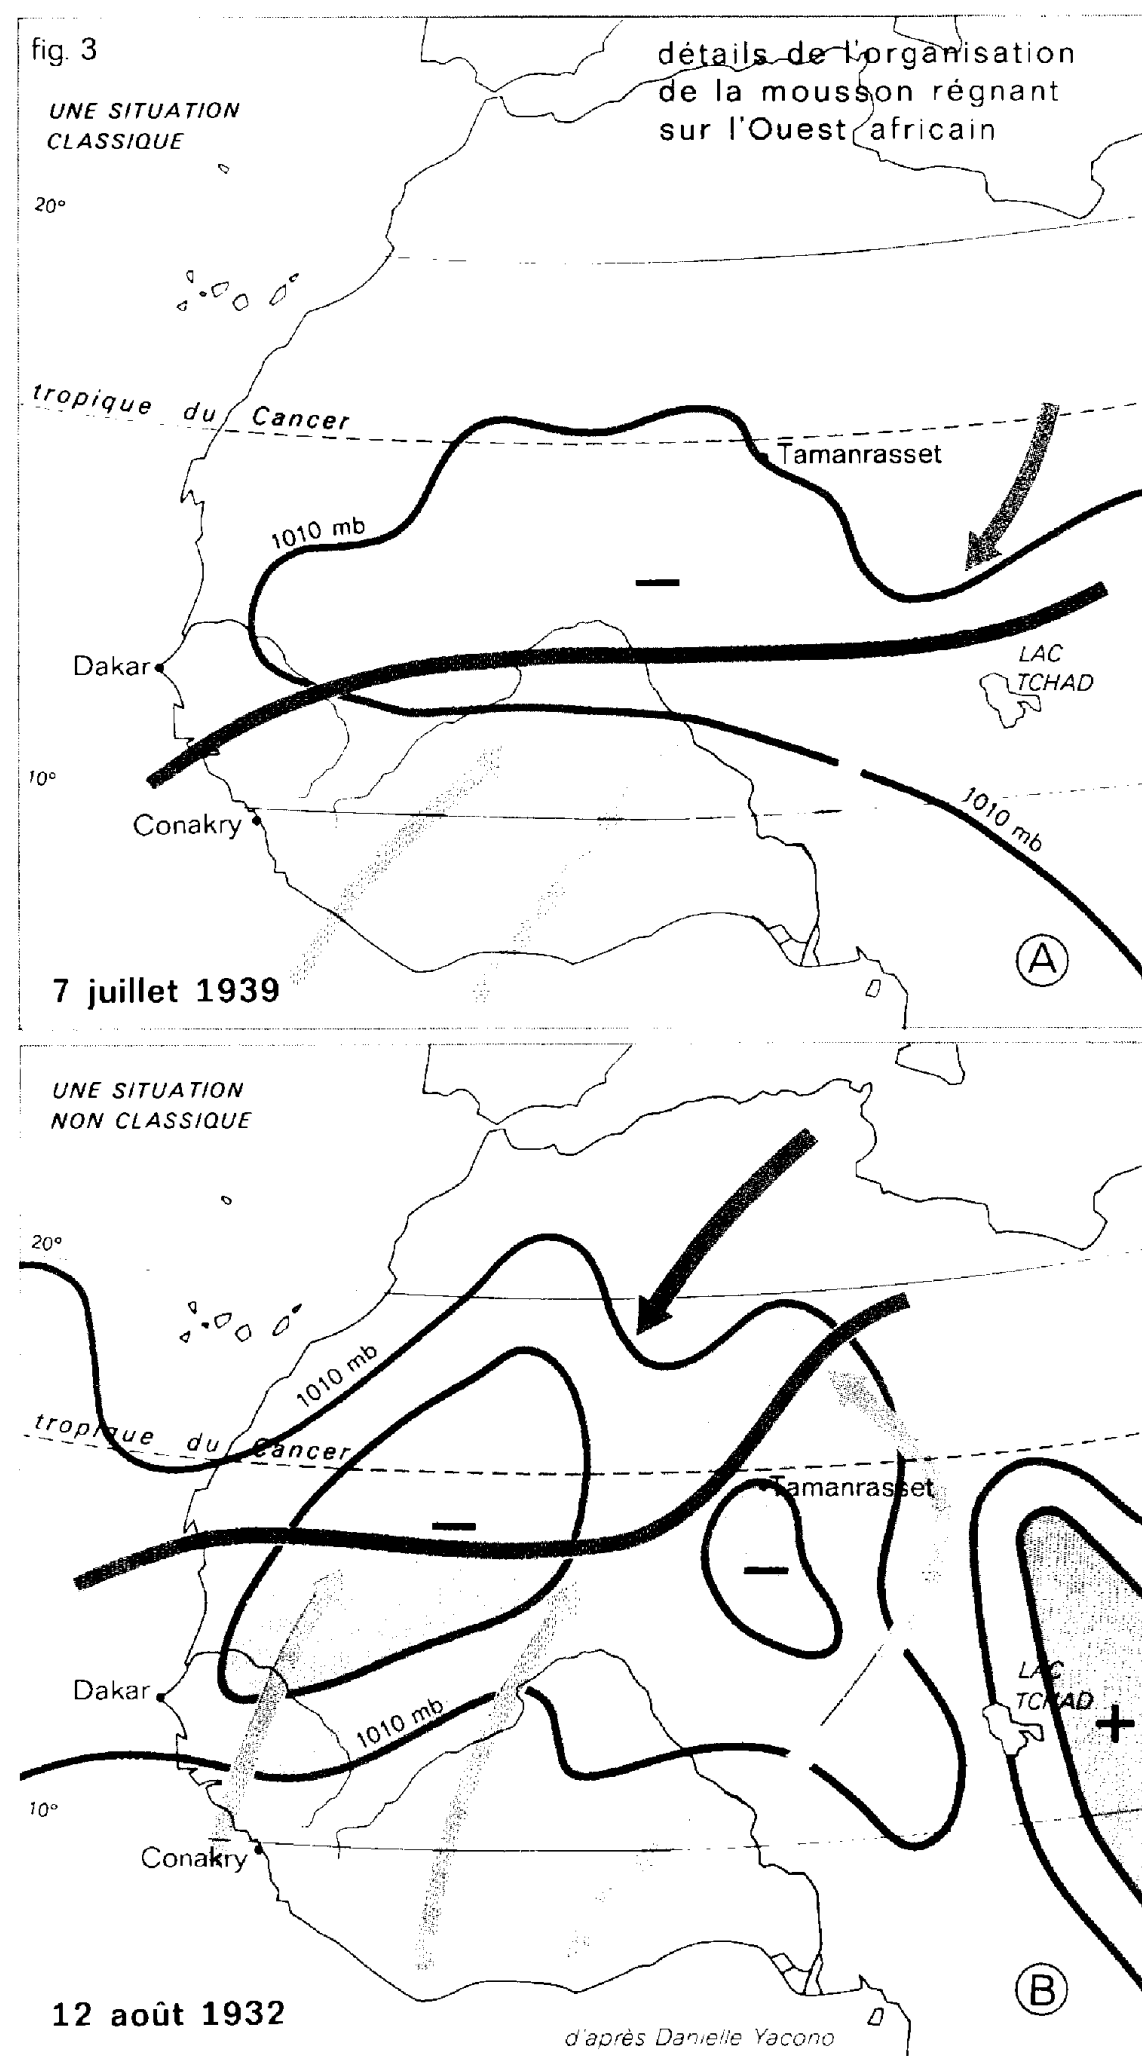 fig. 3
détails de l'organisation
de la mousson régnant
sur l'Ouest africain
UNE SITUATION
CLASSIQUE
20°
tropique du Cancer
Tamanrasset
1010 mb
—
Dakar
LAC
TCHAD
10°
1010 mb
Conakry
A
7 juillet 1939
UNE SITUATION
NON CLASSIQUE
20°
1010 mb
tropique du Cancer
Tamanrasset
—
—
Dakar
LAC
TCHAD
+
1010 mb
10°
Conakry
B
12 août 1932
d'après Danielle Yacono